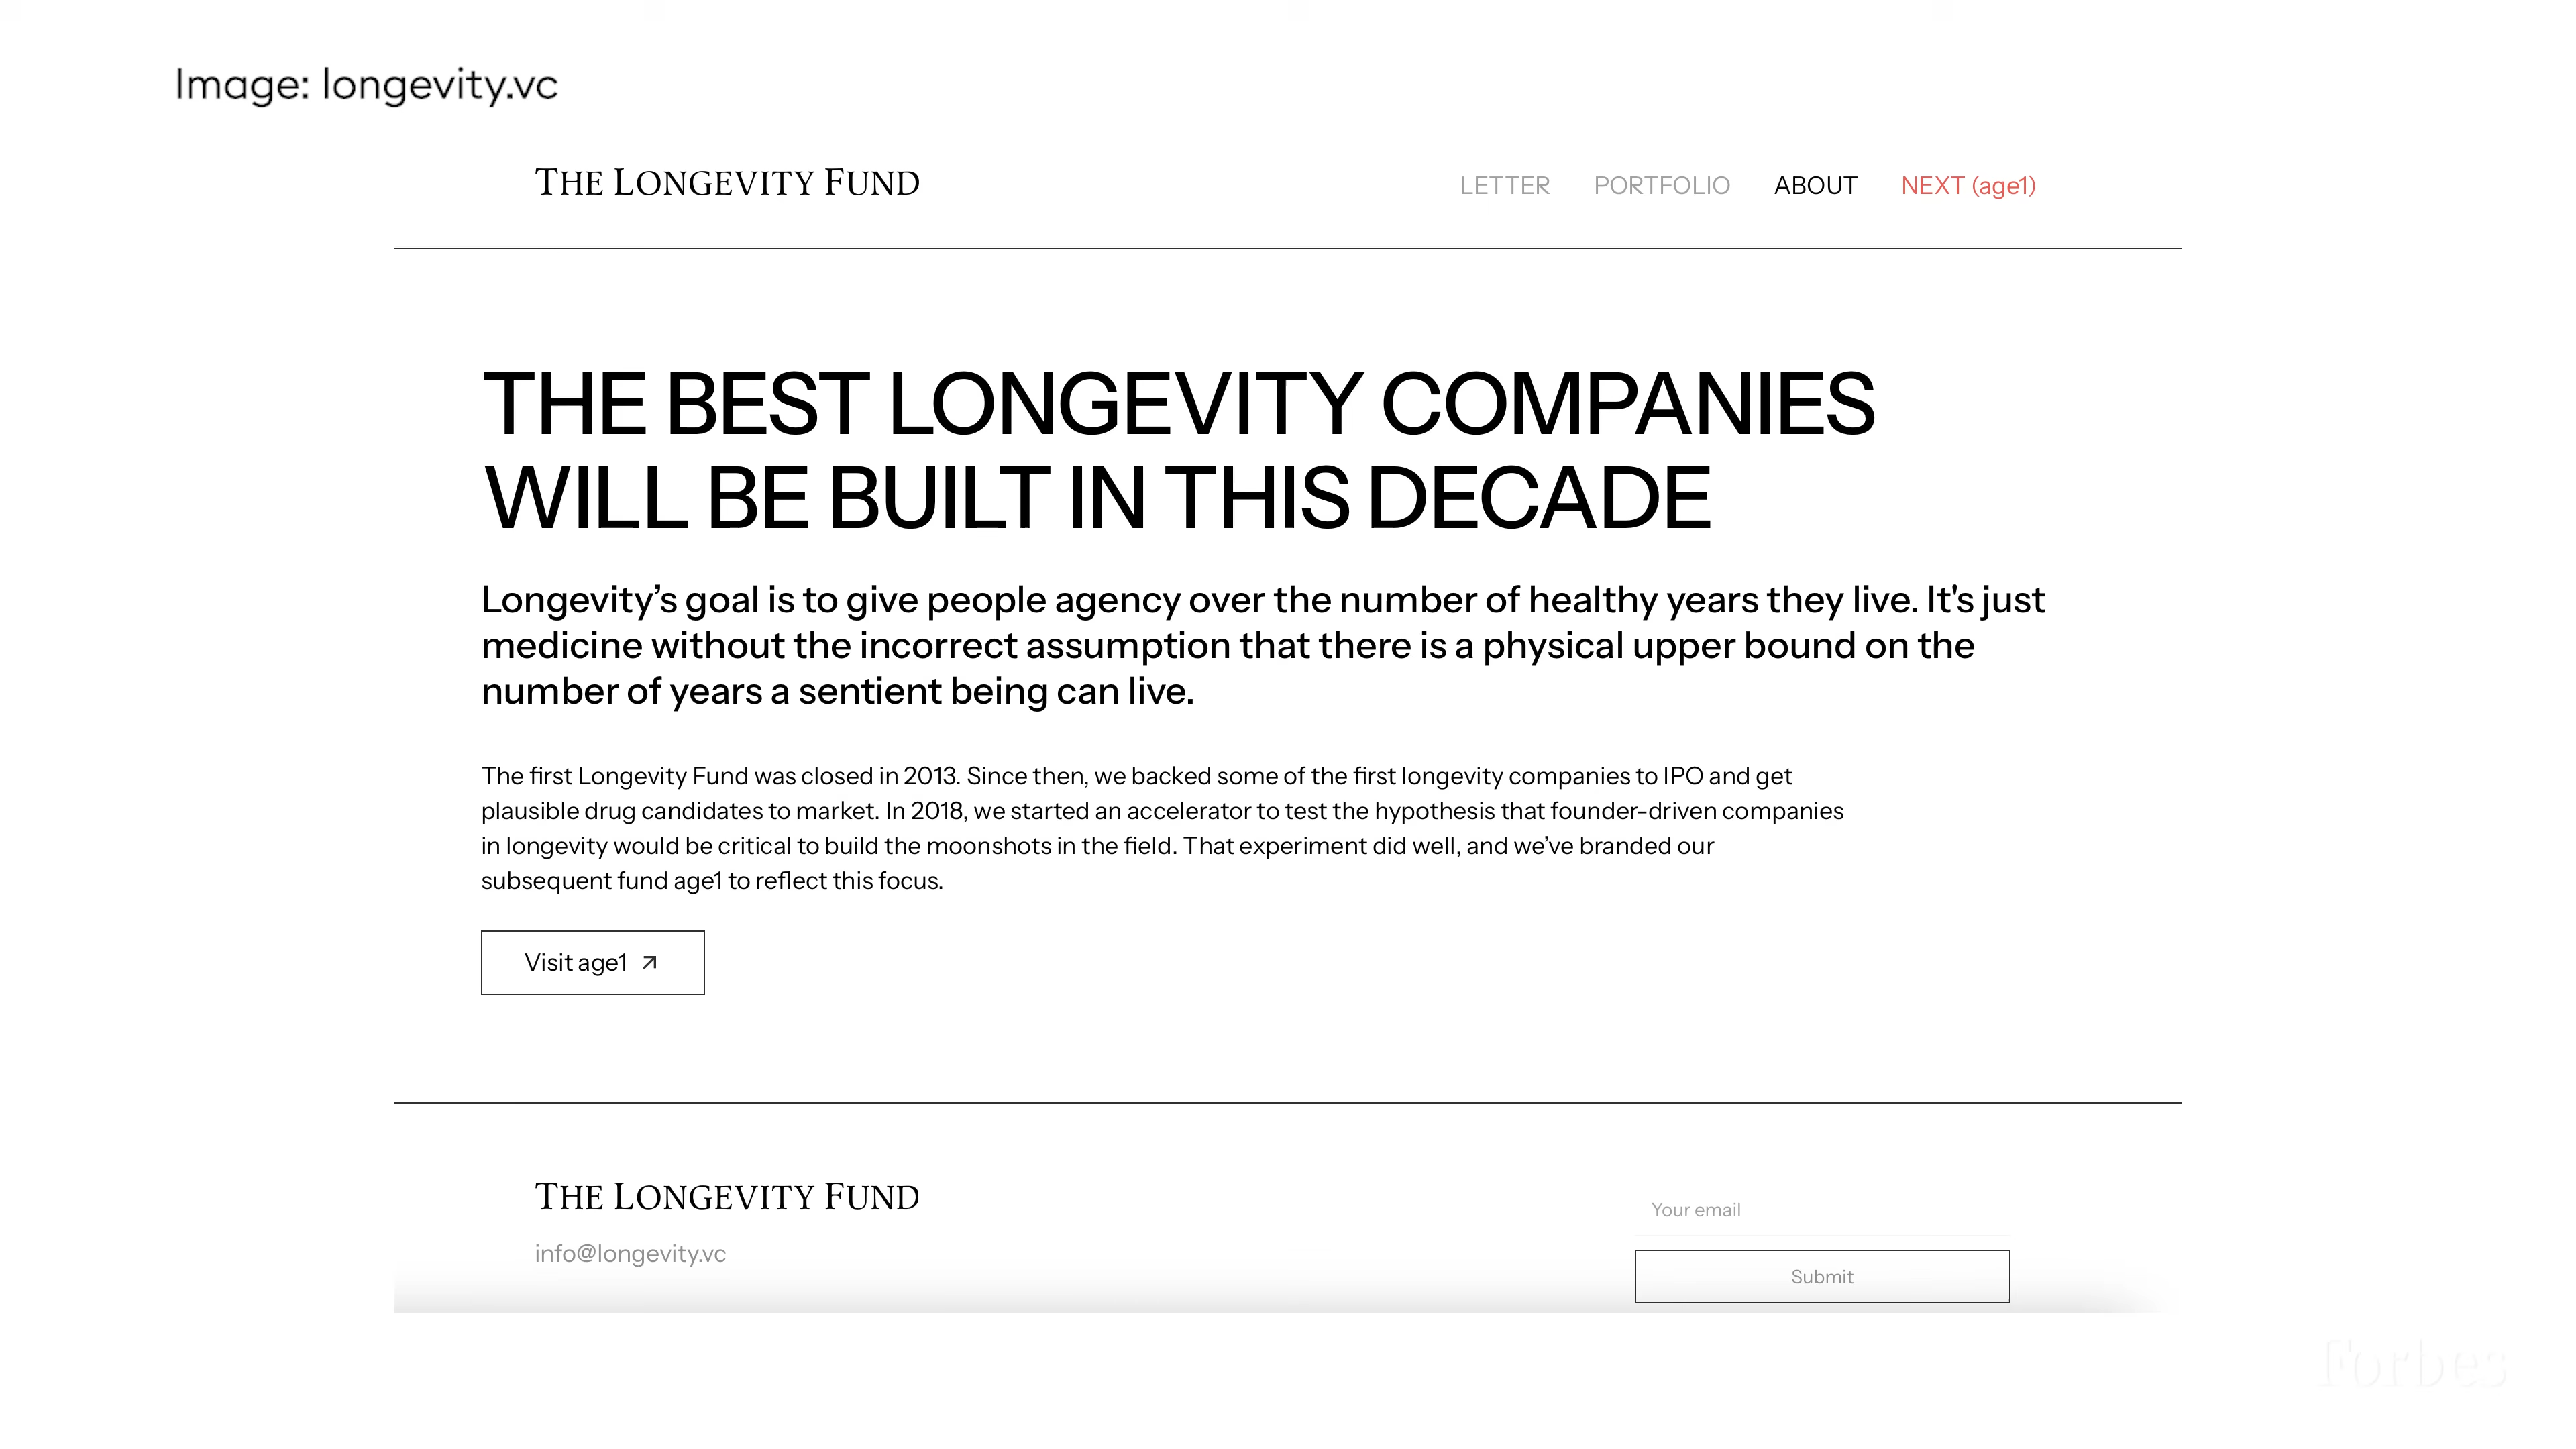 Image: longevity.vc
THE LONGEVITY FUND
LETTER PORTFOLIO ABOUT NEXT (age1)
THE BEST LONGEVITY COMPANIES
WILL BE BUILT IN THIS DECADE
Longevity’s goal is to give people agency over the number of healthy years they live. It's just
medicine without the incorrect assumption that there is a physical upper bound on the
number of years a sentient being can live.
The first Longevity Fund was closed in 2013. Since then, we backed some of the first longevity companies to IPO and get
plausible drug candidates to market. In 2018, we started an accelerator to test the hypothesis that founder-driven companies
in longevity would be critical to build the moonshots in the field. That experiment did well, and we’ve branded our
subsequent fund age1 to reflect this focus.
Visit age1 ↗
THE LONGEVITY FUND
Your email
info@longevity.vc
Submit
Forbes